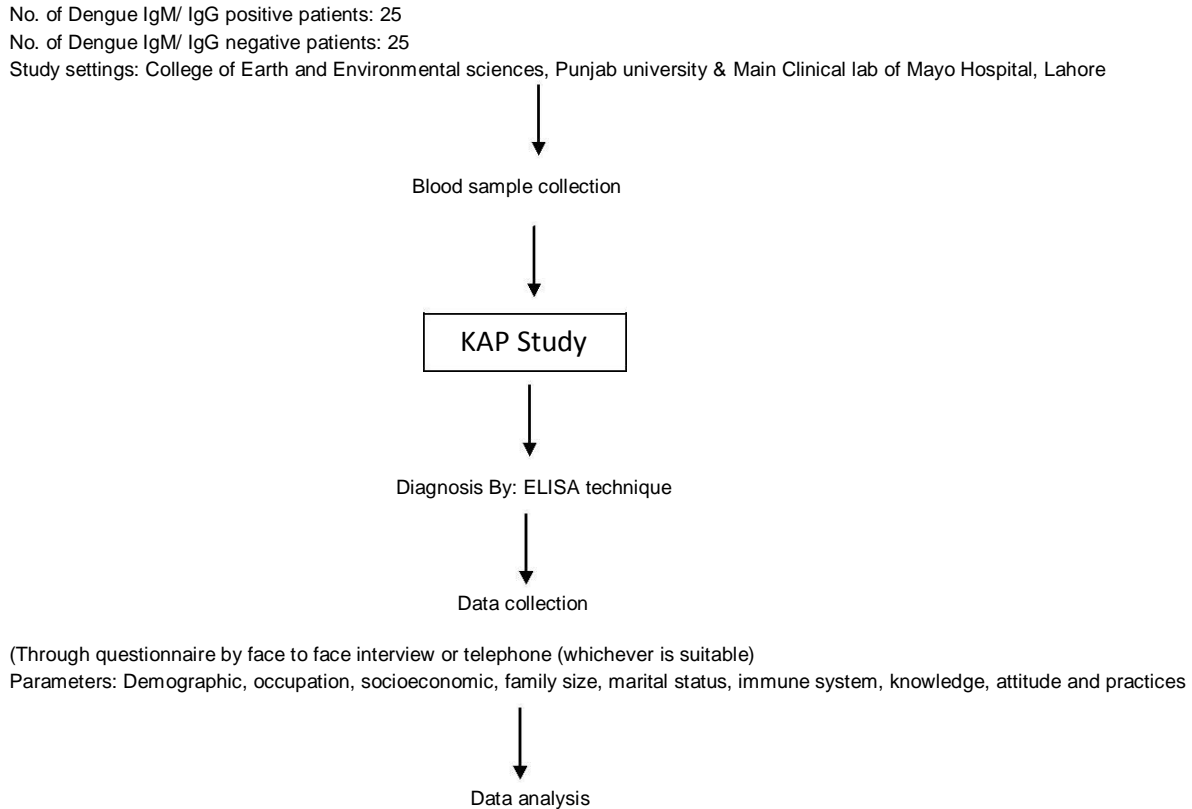 No. of Dengue IgM/ IgG positive patients: 25
No. of Dengue IgM/ IgG negative patients: 25
Study settings: College of Earth and Environmental sciences, Punjab university & Main Clinical lab of Mayo Hospital, Lahore
Blood sample collection
KAP Study
Diagnosis By: ELISA technique
Data collection
(Through questionnaire by face to face interview or telephone (whichever is suitable)
Parameters: Demographic, occupation, socioeconomic, family size, marital status, immune system, knowledge, attitude and practices
Data analysis